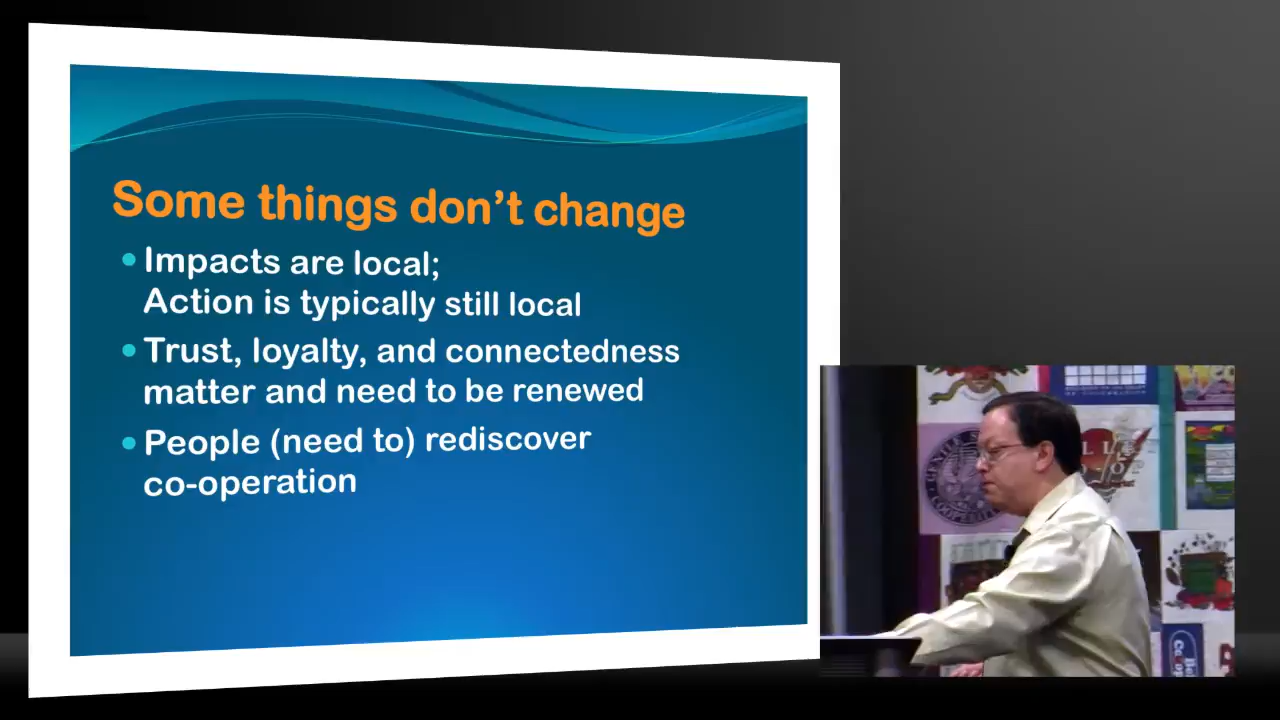 Some things don't change
• Impacts are local;
Action is typically still local
• Trust, loyalty, and connectedness
matter and need to be renewed
• People (need to) rediscover
co-operation